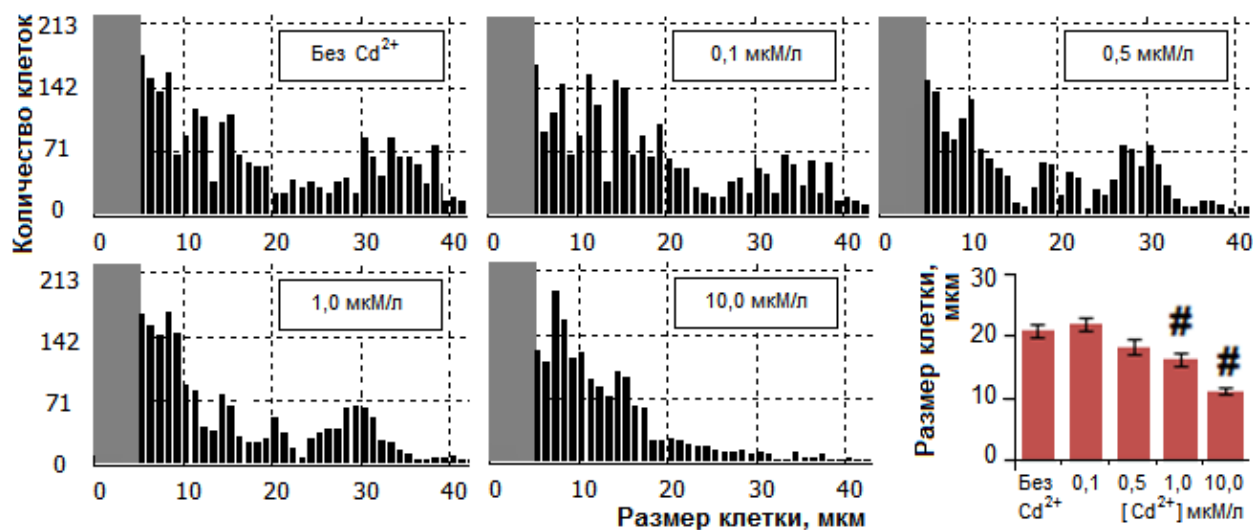 Количество клеток
213
142
71
0
Без Cd²⁺
0 10 20 30 40
0,1 мкМ/л
0 10 20 30 40
0,5 мкМ/л
0 10 20 30 40
213
142
71
0
1,0 мкМ/л
0 10 20 30 40
10,0 мкМ/л
0 10 20 30 40
Размер клетки, мкм
Размер клетки,
мкм
30
20
10
0
# #
Без 0,1 0,5 1,0 10,0
Cd²⁺ [Cd²⁺] мкМ/л